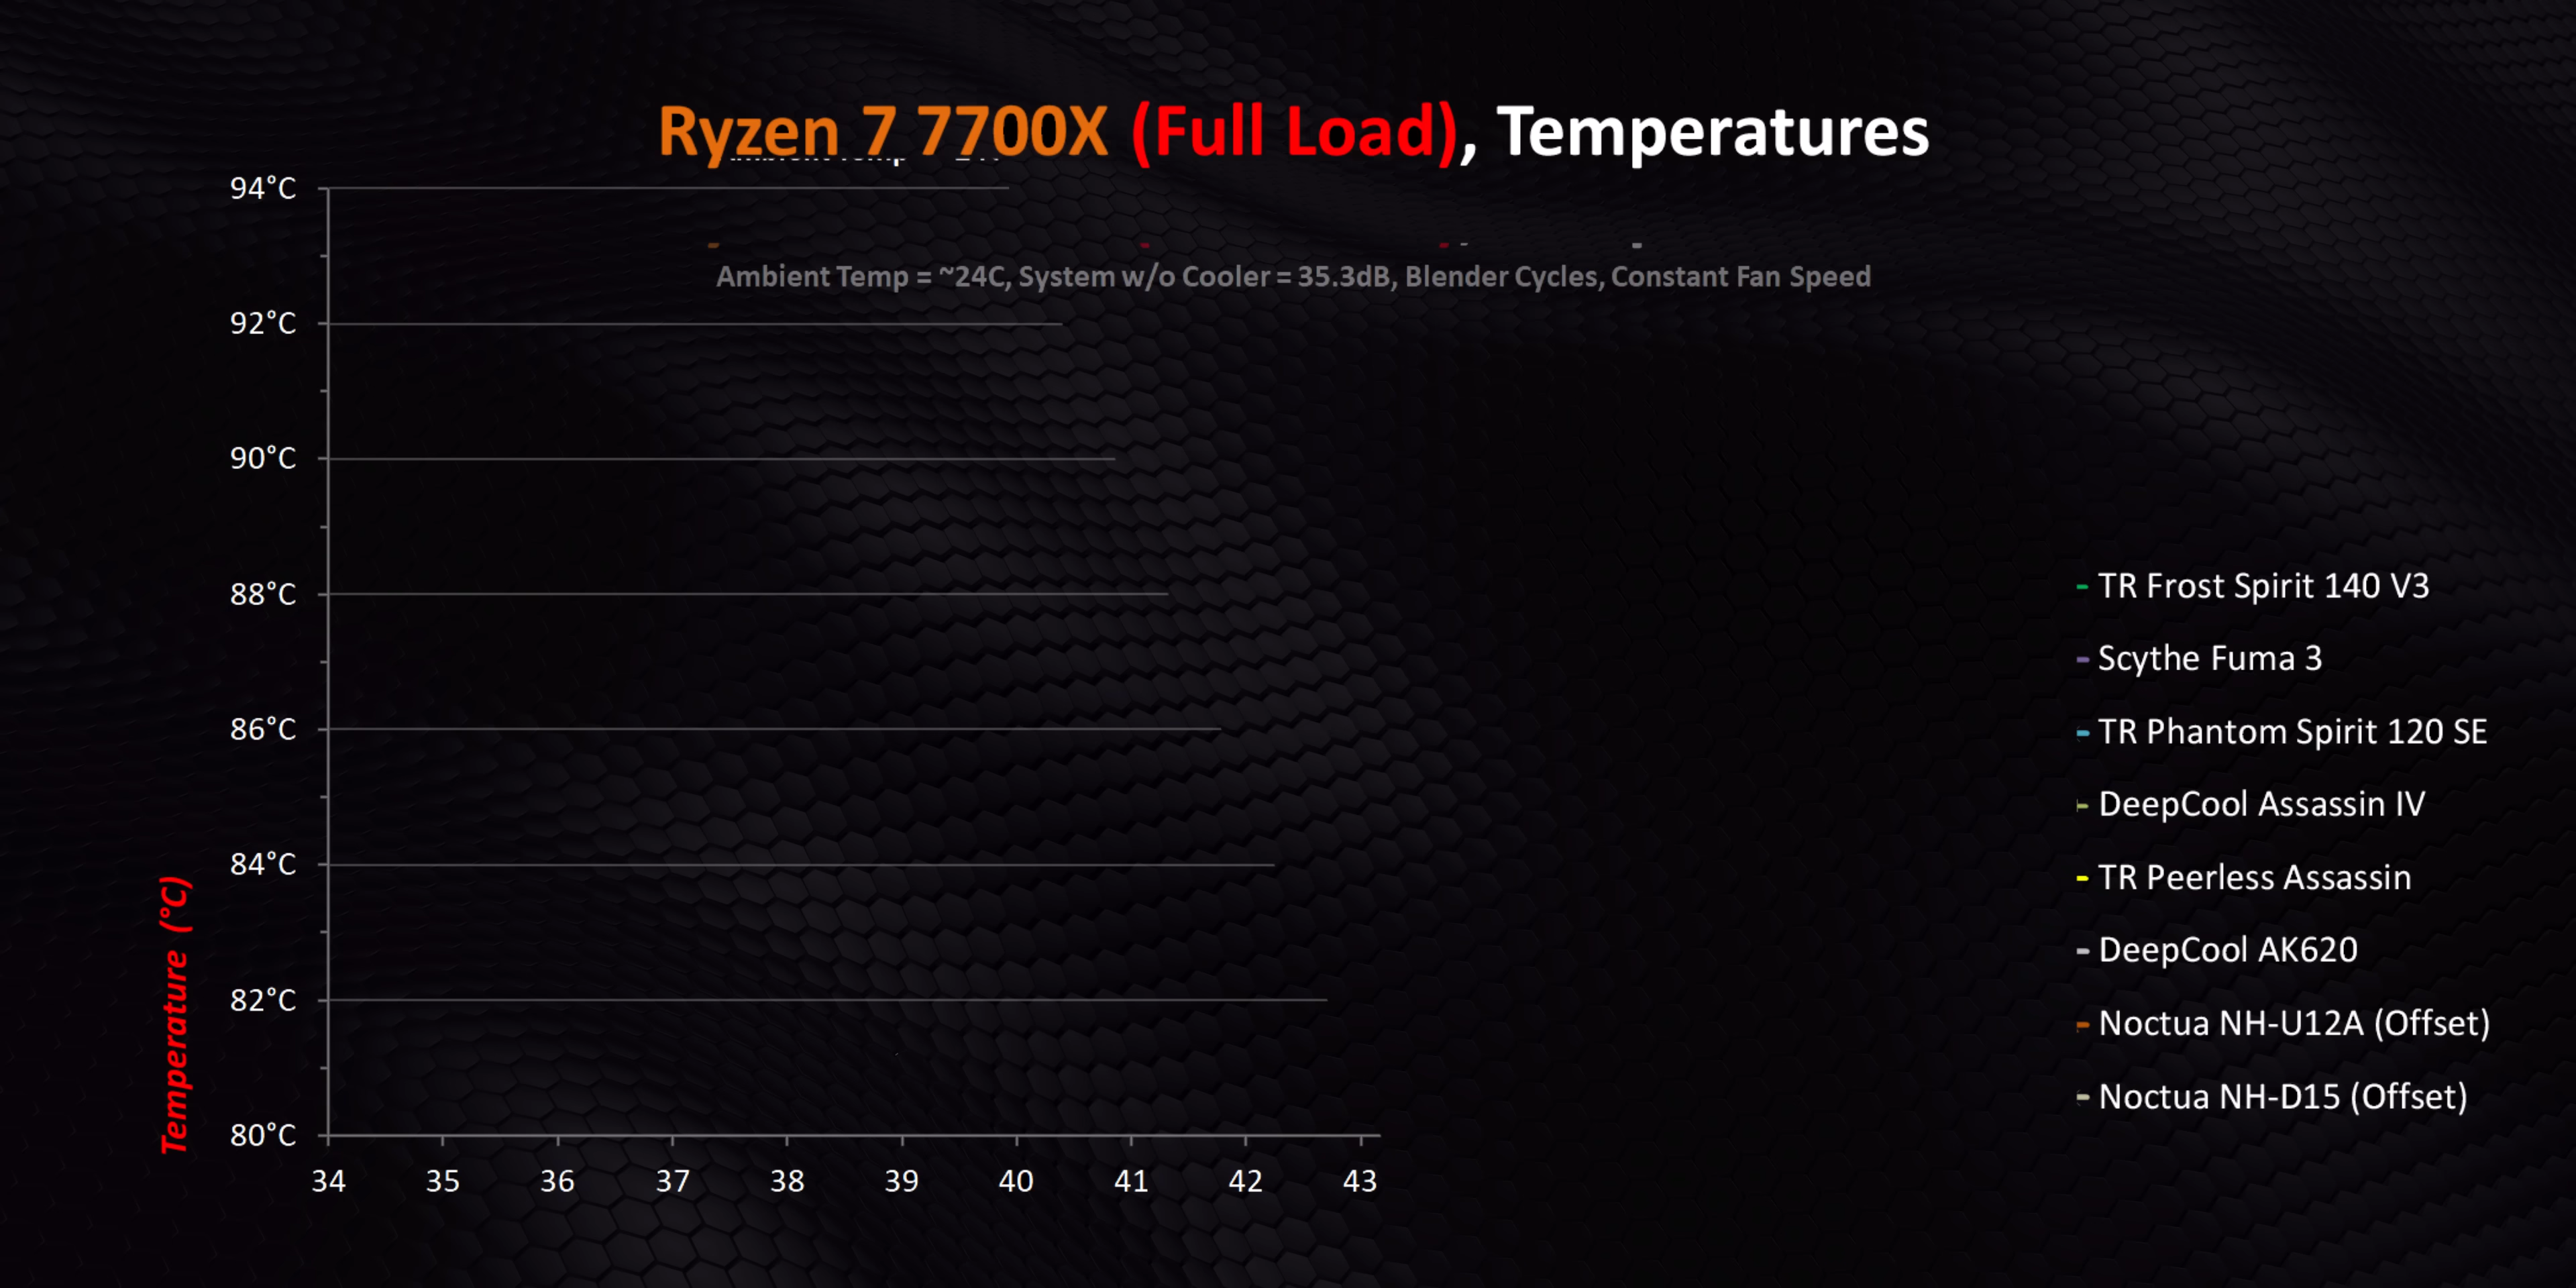 Ryzen 7 7700X (Full Load), Temperatures
Ambient Temp = ~24C, System w/o Cooler = 35.3dB, Blender Cycles, Constant Fan Speed
94°C
92°C
90°C
88°C
86°C
84°C
82°C
80°C
Temperature (°C)
34 35 36 37 38 39 40 41 42 43
TR Frost Spirit 140 V3
Scythe Fuma 3
TR Phantom Spirit 120 SE
DeepCool Assassin IV
TR Peerless Assassin
DeepCool AK620
Noctua NH-U12A (Offset)
Noctua NH-D15 (Offset)